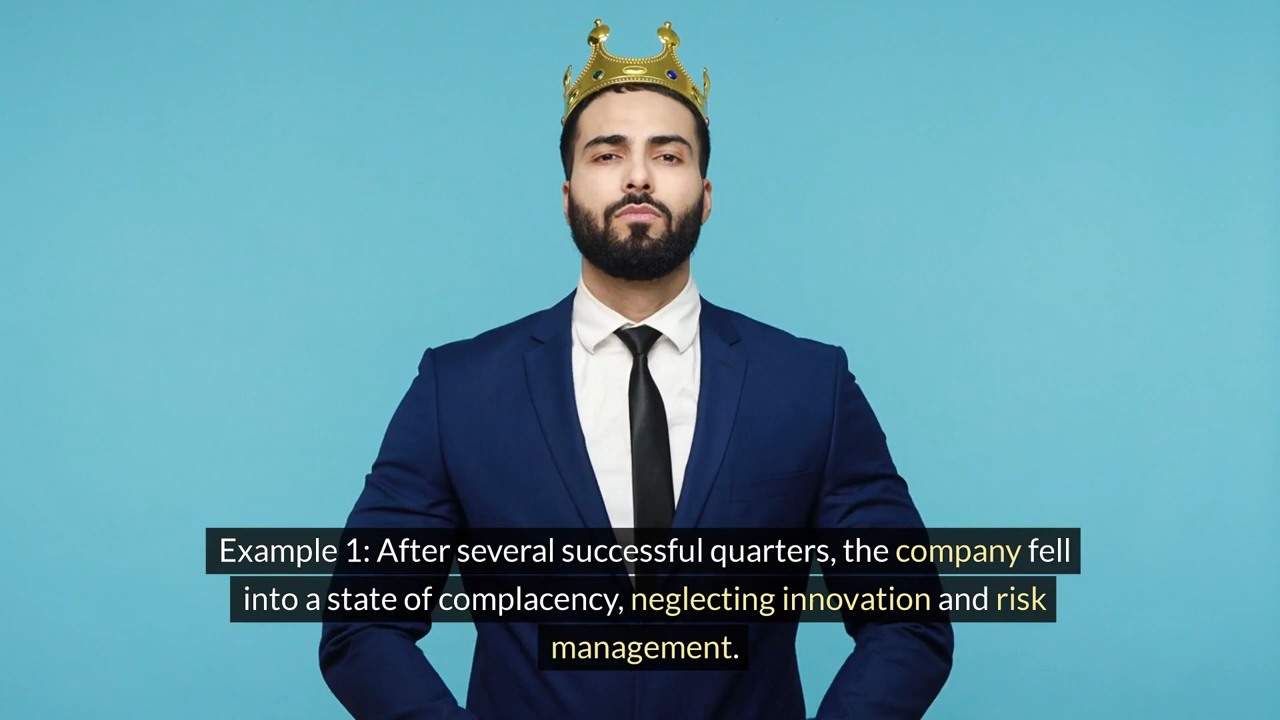 Example 1: After several successful quarters, the company fell
into a state of complacency, neglecting innovation and risk
management.